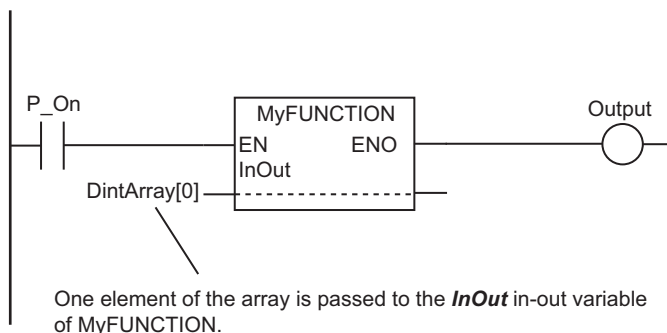 P_On
MyFUNCTION
Output
EN ENO
InOut
DintArray[0]
One element of the array is passed to the InOut in-out variable
of MyFUNCTION.